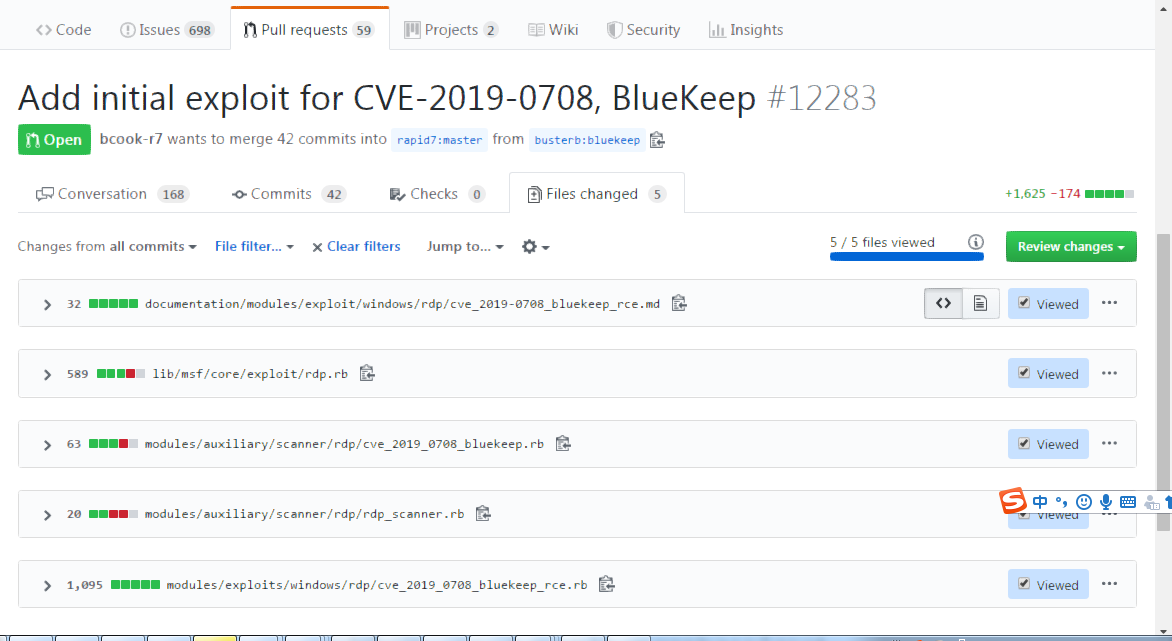 Code Issues 698 Pull requests 59 Projects 2 Wiki Security Insights
Add initial exploit for CVE-2019-0708, BlueKeep #12283
Open bcook-r7 wants to merge 42 commits into rapid7:master from busterb:bluekeep
Conversation 168 Commits 42 Checks 0 Files changed 5 +1,625 −174
Changes from all commits File filter... Clear filters Jump to... 5 / 5 files viewed Review changes
32 documentation/modules/exploit/windows/rdp/cve_2019-0708_bluekeep_rce.md Viewed
589 lib/msf/core/exploit/rdp.rb Viewed
63 modules/auxiliary/scanner/rdp/cve_2019_0708_bluekeep.rb Viewed
S 中
20 modules/auxiliary/scanner/rdp/rdp_scanner.rb Viewed
1,095 modules/exploits/windows/rdp/cve_2019_0708_bluekeep_rce.rb Viewed